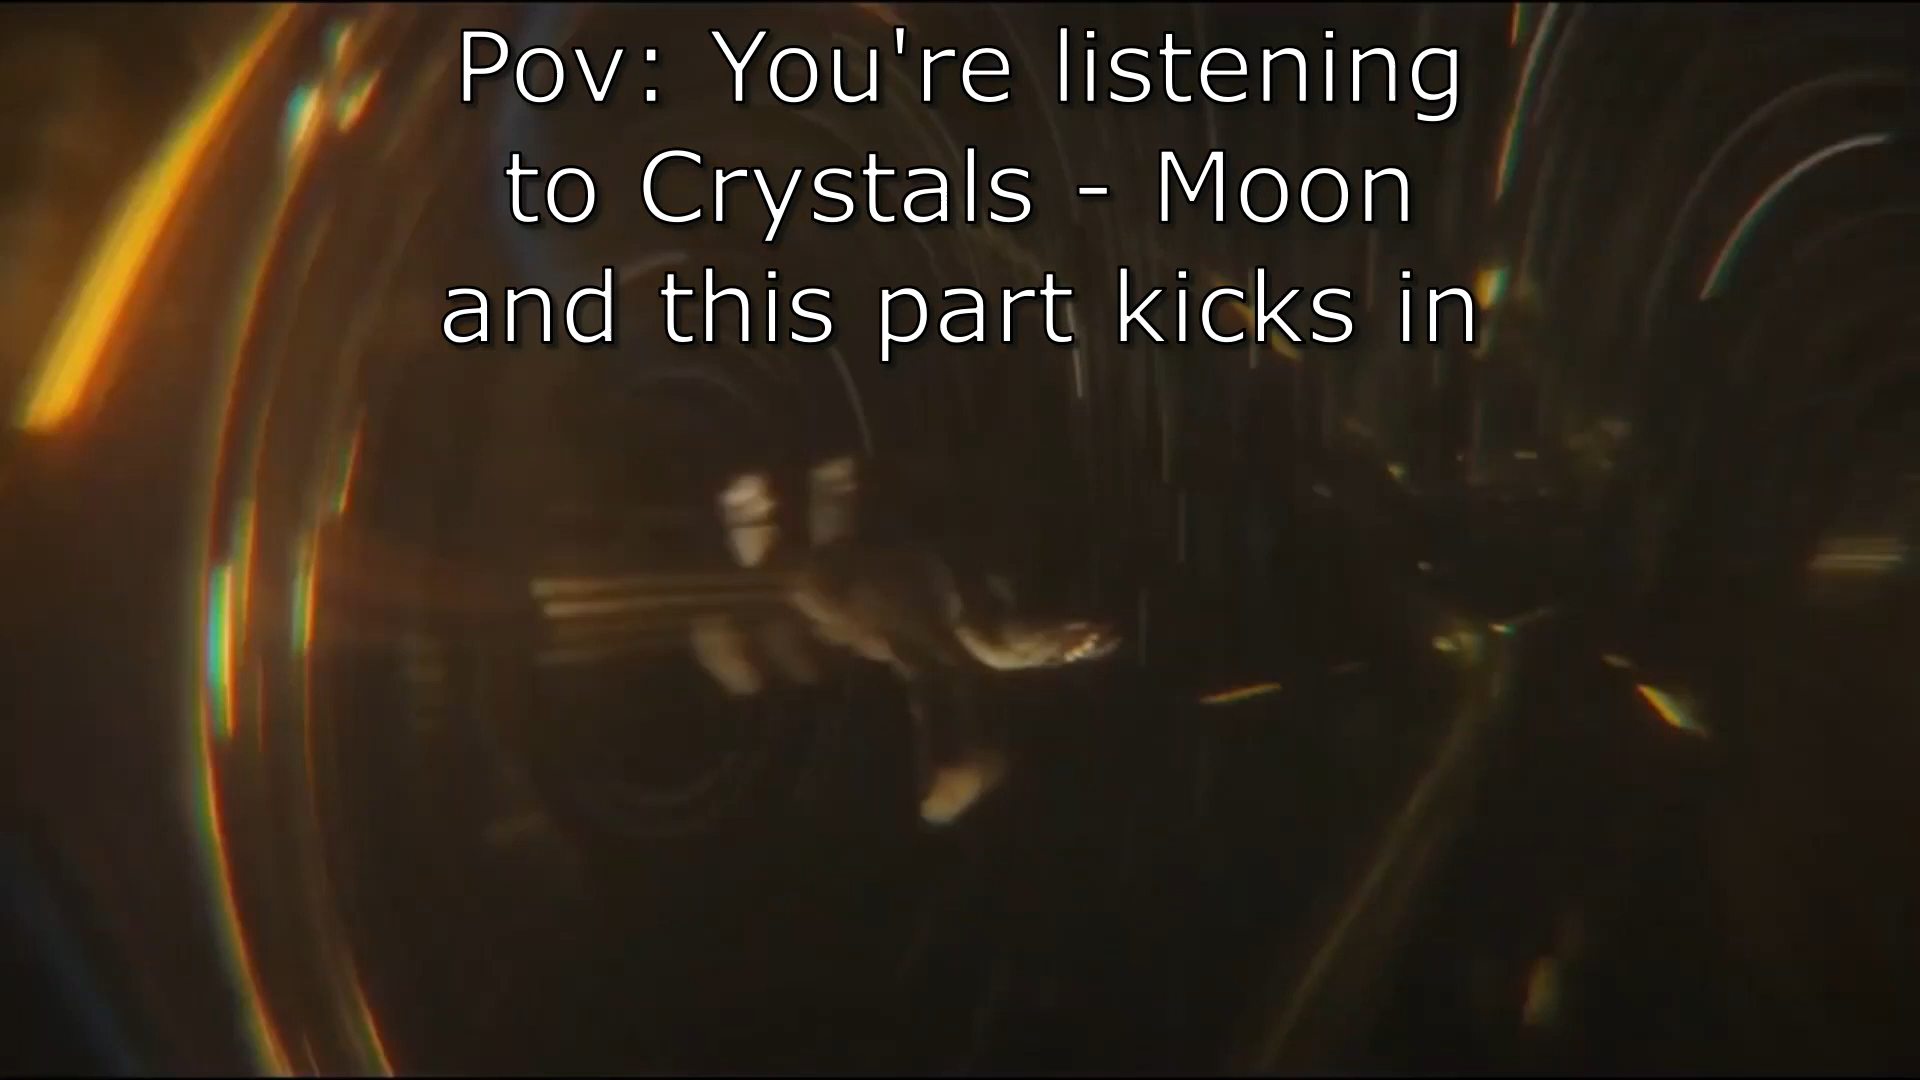 Pov: You're listening
to Crystals - Moon
and this part kicks in